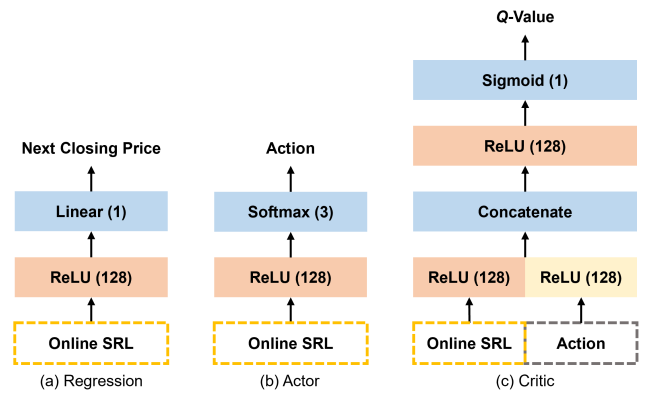 Q-Value
Sigmoid (1)
ReLU (128)
Next Closing Price
Action
Linear (1)
Softmax (3)
Concatenate
ReLU (128)
ReLU (128)
ReLU (128)
ReLU (128)
Online SRL
Online SRL
Online SRL
Action
(a) Regression
(b) Actor
(c) Critic